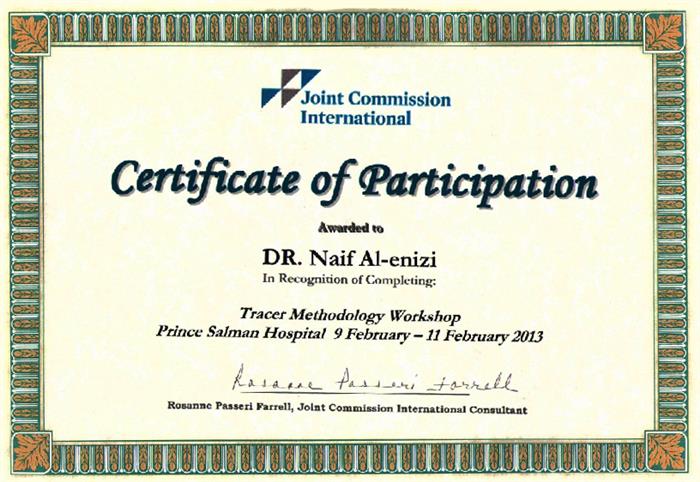 Joint Commission
International
Certificate of Participation
Awarded to
DR. Naif Al-enizi
In Recognition of Completing:
Tracer Methodology Workshop
Prince Salman Hospital 9 February – 11 February 2013
Rosanne Passeri Farrell
Rosanne Passeri Farrell, Joint Commission International Consultant